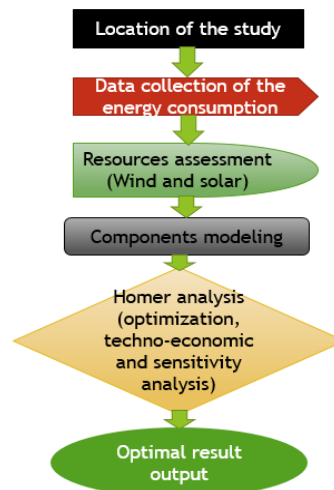 Location of the study
Data collection of the
energy consumption
Resources assessment
(Wind and solar)
Components modeling
Homer analysis
(optimization,
techno-economic
and sensitivity
analysis)
Optimal result
output